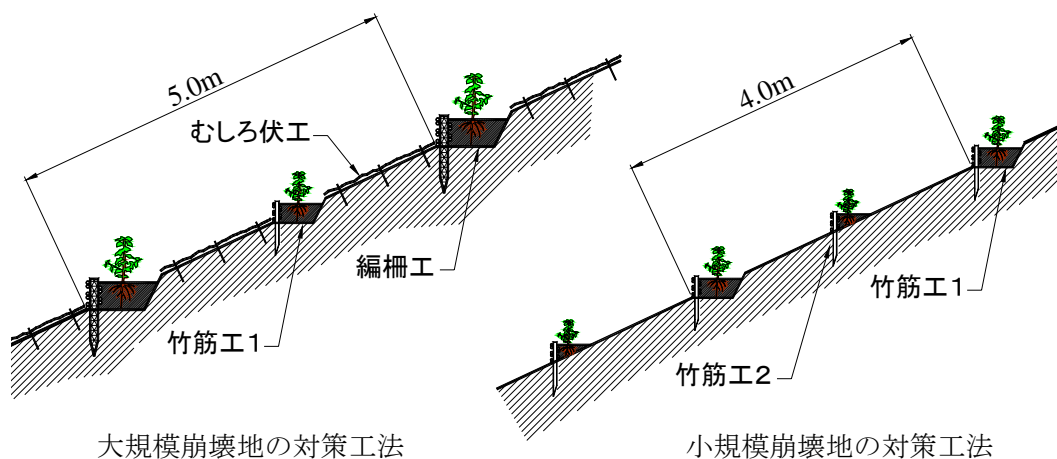 5.0m
むしろ伏工
編柵工
竹筋工1
大規模崩壊地の対策工法
4.0m
竹筋工1
竹筋工2
小規模崩壊地の対策工法